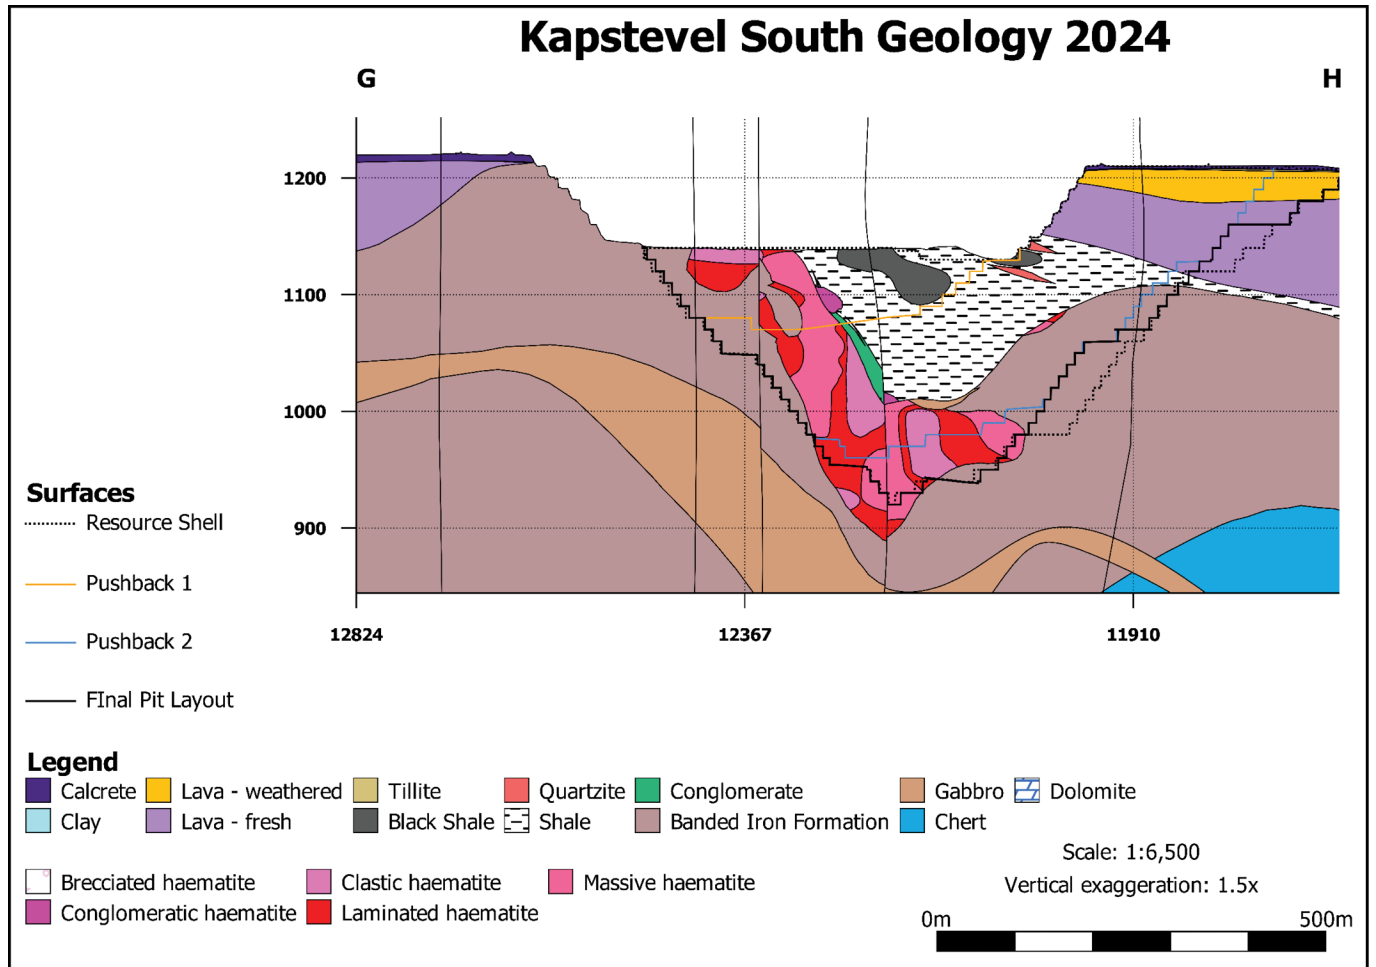 Kapstevel South Geology 2024
G H
1200
1100
1000
900
12824 12367 11910
Surfaces
Resource Shell
Pushback 1
Pushback 2
FInal Pit Layout
Legend
Calcrete Lava - weathered Tillite Quartzite Conglomerate Gabbro Dolomite
Clay Lava - fresh Black Shale Shale Banded Iron Formation Chert
Brecciated haematite Clastic haematite Massive haematite
Conglomeratic haematite Laminated haematite
Scale: 1:6,500
Vertical exaggeration: 1.5x
0m 500m